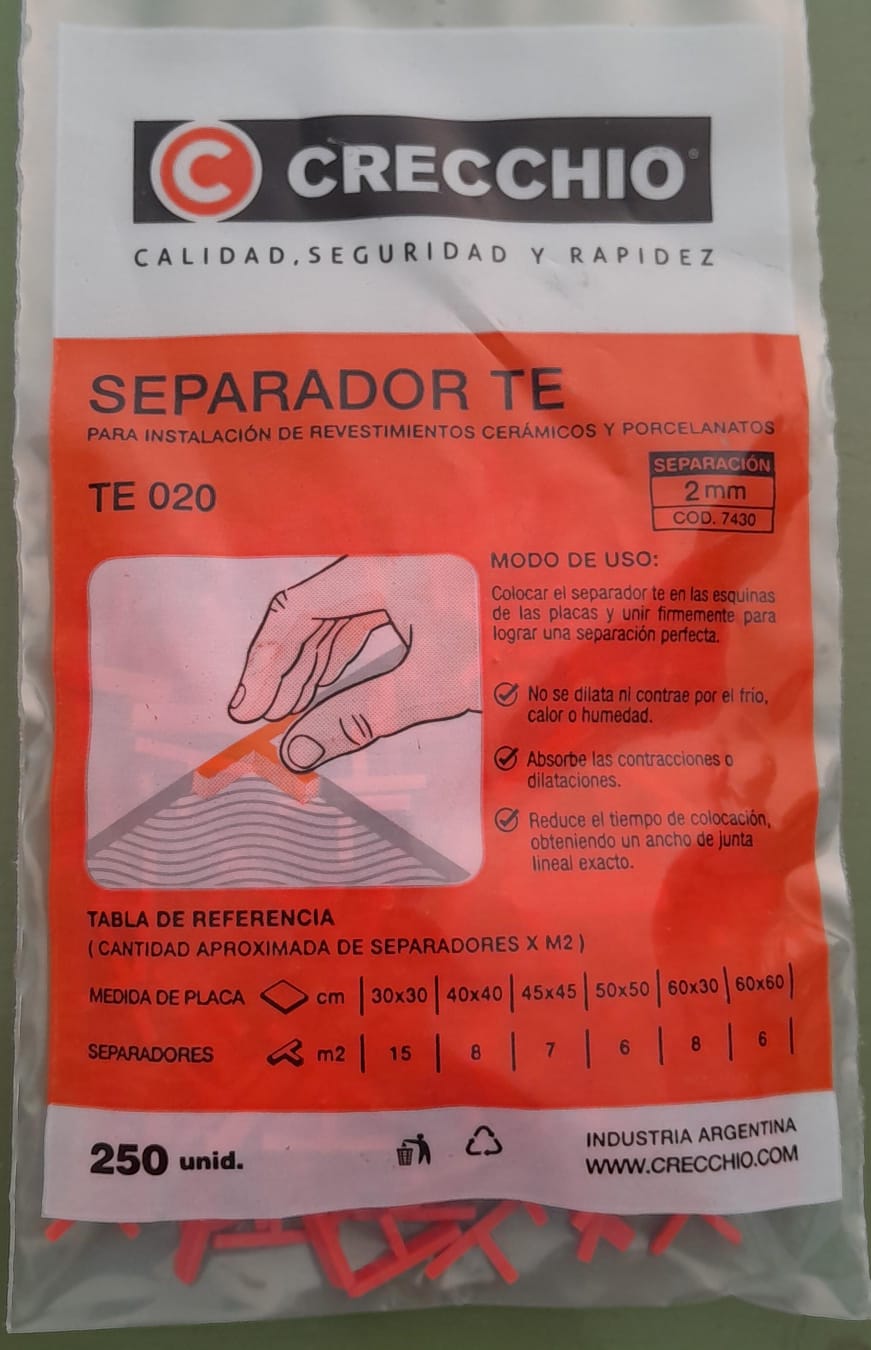 C CRECCHIO®
CALIDAD, SEGURIDAD Y RAPIDEZ
SEPARADOR TE
PARA INSTALACIÓN DE REVESTIMIENTOS CERÁMICOS Y PORCELANATOS
TE 020
SEPARACIÓN
2 mm
COD. 7430
MODO DE USO:
Colocar el separador te en las esquinas
de las placas y unir firmemente para
lograr una separación perfecta.
No se dilata ni contrae por el frío,
calor o humedad.
Absorbe las contracciones o
dilataciones.
Reduce el tiempo de colocación,
obteniendo un ancho de junta
lineal exacto.
TABLA DE REFERENCIA
( CANTIDAD APROXIMADA DE SEPARADORES X M2 )
MEDIDA DE PLACA cm | 30x30 | 40x40 | 45x45 | 50x50 | 60x30 | 60x60 |
SEPARADORES m2 | 15 | 8 | 7 | 6 | 8 | 6 |
250 unid.
INDUSTRIA ARGENTINA
WWW.CRECCHIO.COM